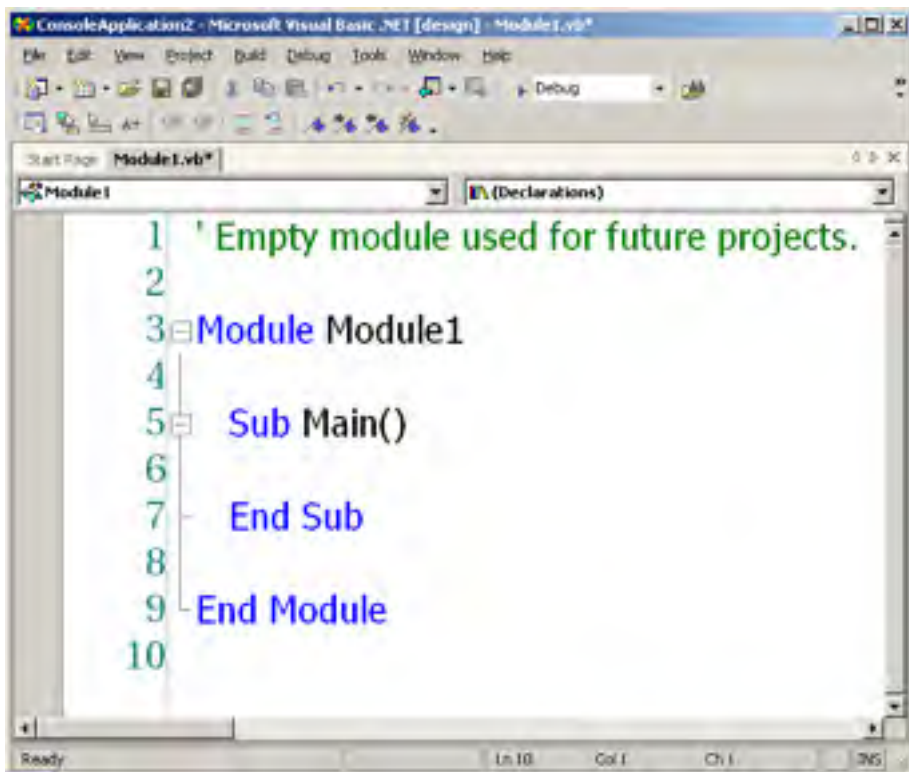 ConsoleApplication2 - Microsoft Visual Basic .NET [design] - Module1.vb*
File Edit View Project Build Debug Tools Window Help
Debug
Start Page Module1.vb*
Module1 (Declarations)
1 ' Empty module used for future projects.
2
3 Module Module1
4
5 Sub Main()
6
7 End Sub
8
9 End Module
10
Ready Ln 10 Col 1 Ch 1 INS